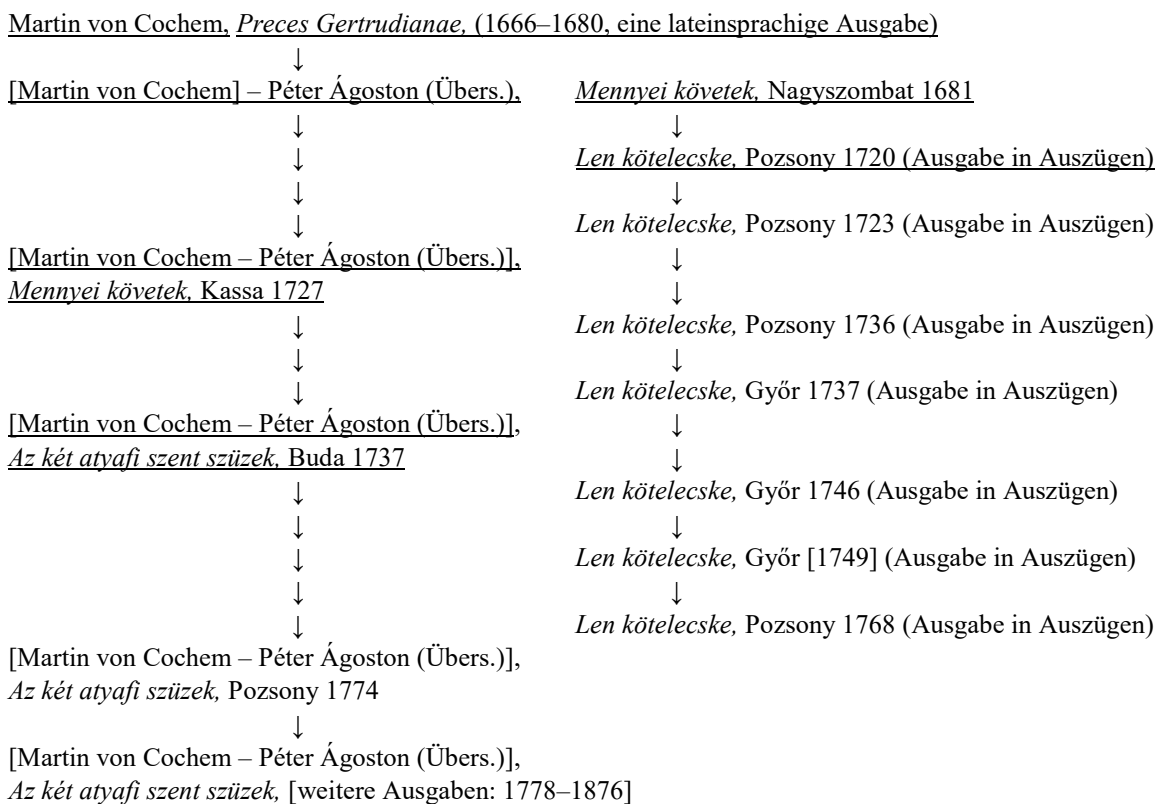 Martin von Cochem, Preces Gertrudianae, (1666–1680, eine lateinsprachige Ausgabe)
↓
[Martin von Cochem] – Péter Ágoston (Übers.), Mennyei követek, Nagyszombat 1681
↓ ↓
↓ Len kötelecske, Pozsony 1720 (Ausgabe in Auszügen)
↓ ↓
↓ Len kötelecske, Pozsony 1723 (Ausgabe in Auszügen)
[Martin von Cochem – Péter Ágoston (Übers.)], ↓
Mennyei követek, Kassa 1727 ↓
↓ Len kötelecske, Pozsony 1736 (Ausgabe in Auszügen)
↓ ↓
↓ Len kötelecske, Győr 1737 (Ausgabe in Auszügen)
[Martin von Cochem – Péter Ágoston (Übers.)], ↓
Az két atyafi szent szüzek, Buda 1737 ↓
↓ Len kötelecske, Győr 1746 (Ausgabe in Auszügen)
↓ ↓
↓ Len kötelecske, Győr [1749] (Ausgabe in Auszügen)
↓ ↓
↓ Len kötelecske, Pozsony 1768 (Ausgabe in Auszügen)
[Martin von Cochem – Péter Ágoston (Übers.)],
Az két atyafi szüzek, Pozsony 1774
↓
[Martin von Cochem – Péter Ágoston (Übers.)],
Az két atyafi szent szüzek, [weitere Ausgaben: 1778–1876]